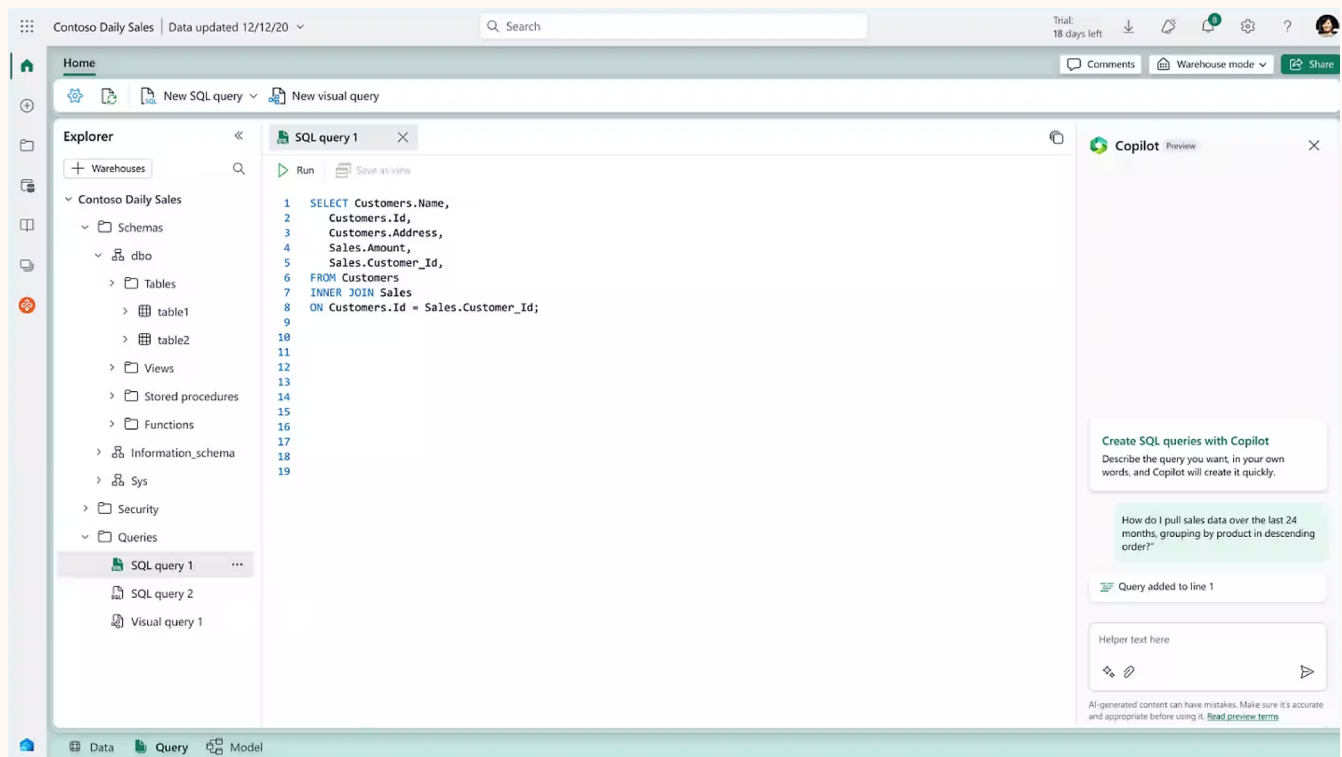 Contoso Daily Sales | Data updated 12/12/20
Search
Trial:
18 days left
8
?
Home
Comments
Warehouse mode
Share
New SQL query
New visual query
Explorer
Warehouses
Contoso Daily Sales
Schemas
dbo
Tables
table1
table2
Views
Stored procedures
Functions
Information_schema
Sys
Security
Queries
SQL query 1
SQL query 2
Visual query 1
SQL query 1
Run
Save as view
1 SELECT Customers.Name,
2 Customers.Id,
3 Customers.Address,
4 Sales.Amount,
5 Sales.Customer_Id,
6 FROM Customers
7 INNER JOIN Sales
8 ON Customers.Id = Sales.Customer_Id;
9
10
11
12
13
14
15
16
17
18
19
Copilot Preview
Create SQL queries with Copilot
Describe the query you want, in your own
words, and Copilot will create it quickly.
How do I pull sales data over the last 24
months, grouping by product in descending
order?"
Query added to line 1
Helper text here
AI-generated content can have mistakes. Make sure it's accurate
and appropriate before using it. Read preview terms
Data
Query
Model